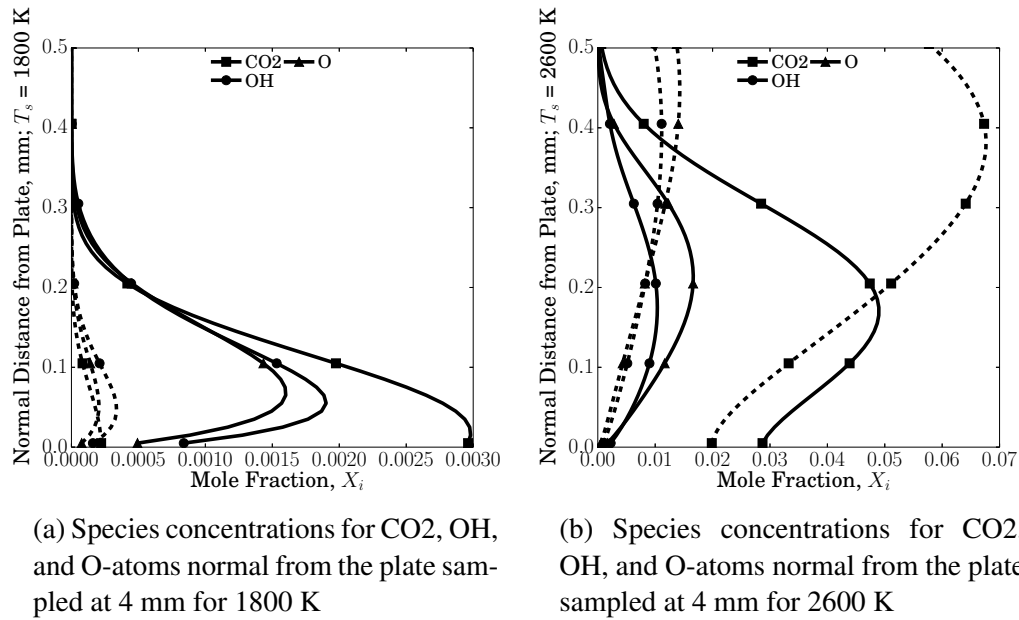 Normal Distance from Plate, mm; T_s = 1800 K
0.5
0.4
0.3
0.2
0.1
0.0
CO2 O
OH
0.0000 0.0005 0.0010 0.0015 0.0020 0.0025 0.0030
Mole Fraction, X_i
(a) Species concentrations for CO2, OH,
and O-atoms normal from the plate sam-
pled at 4 mm for 1800 K
Normal Distance from Plate, mm; T_s = 2600 K
0.5
0.4
0.3
0.2
0.1
0.0
CO2 O
OH
0.00 0.01 0.02 0.03 0.04 0.05 0.06 0.07
Mole Fraction, X_i
(b) Species concentrations for CO2
OH, and O-atoms normal from the plate
sampled at 4 mm for 2600 K